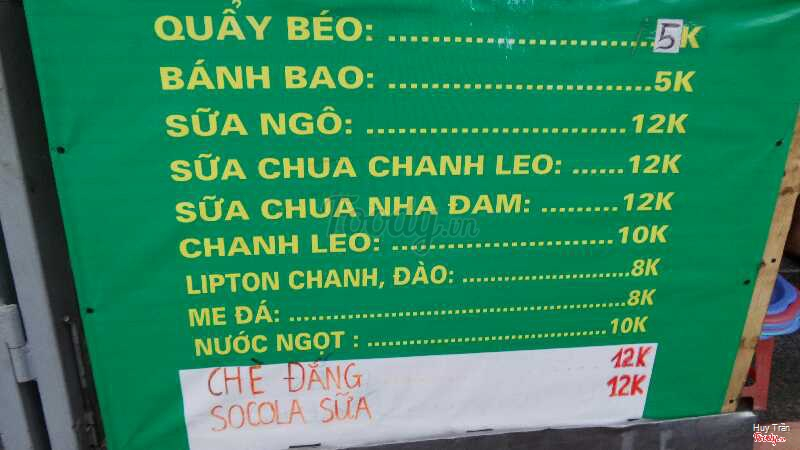 QUẨY BÉO: ........................5K
BÁNH BAO: ........................5K
SỮA NGÔ: ........................12K
SỮA CHUA CHANH LEO: ......12K
SỮA CHUA NHA ĐAM: ..........12K
CHANH LEO: ........................10K
LIPTON CHANH, ĐÀO: ........................8K
ME ĐÁ: ........................8K
NƯỚC NGỌT : ........................10K
CHÈ ĐẮNG ........ 12K
SOCOLA SỮA 12K
Foody.vn
Huy Trần
Foody.vn